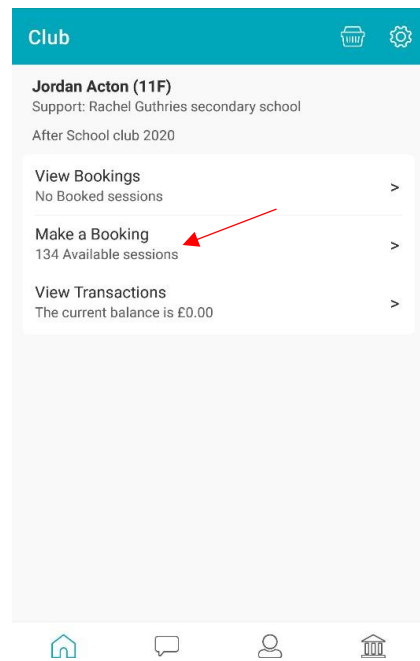 Club
Jordan Acton (11F)
Support: Rachel Guthries secondary school
After School club 2020
View Bookings
No Booked sessions
>
Make a Booking
134 Available sessions
>
View Transactions
The current balance is £0.00
>